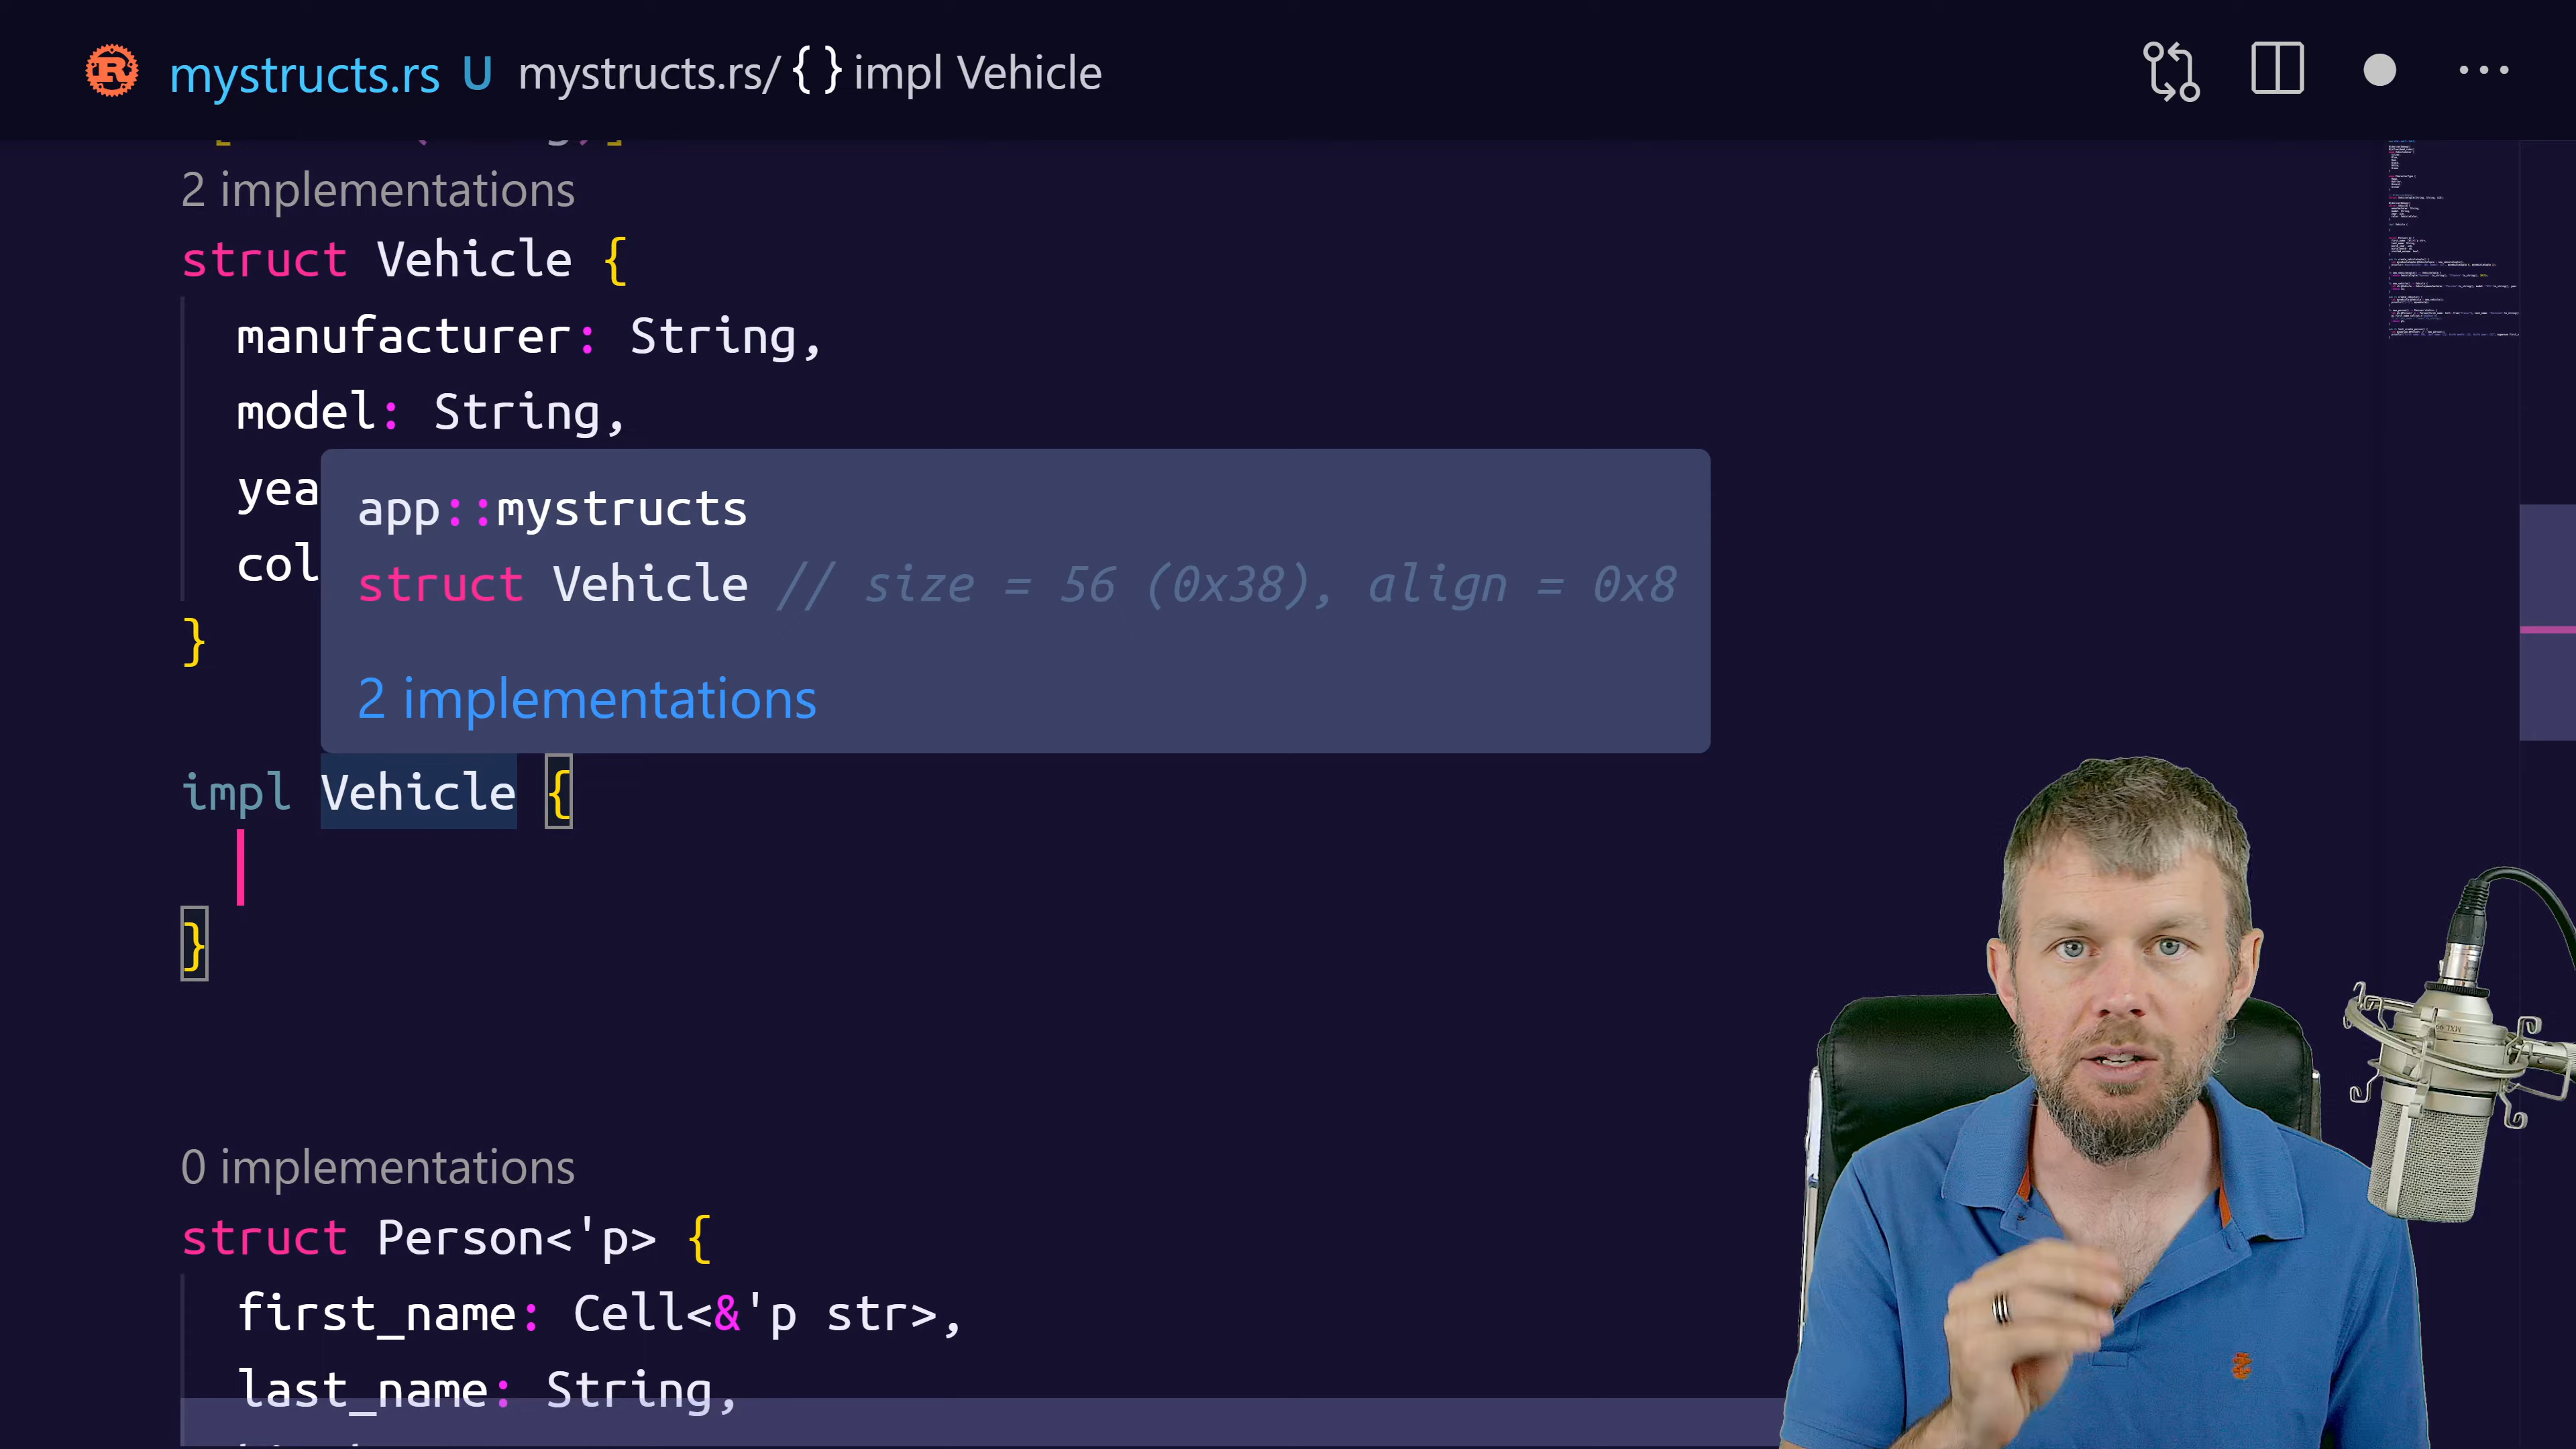 mystructs.rs U mystructs.rs/{}impl Vehicle
2 implementations
struct Vehicle {
manufacturer: String,
model: String,
yea
col
}
app::mystructs
struct Vehicle // size = 56 (0x38), align = 0x8
2 implementations
impl Vehicle {
}
0 implementations
struct Person<'p> {
first_name: Cell<&'p str>,
last_name: String,